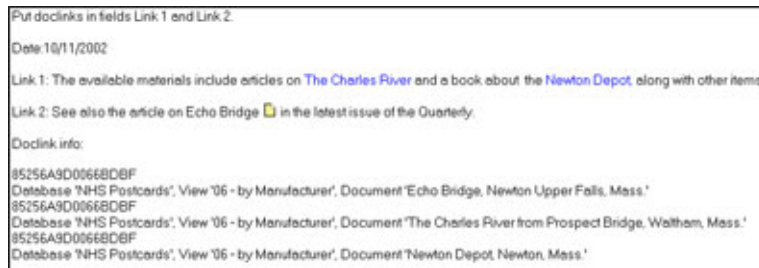 Put doclinks in fields Link 1 and Link 2.
Date:10/11/2002
Link 1: The available materials include articles on The Charles River and a book about the Newton Depot, along with other items
Link 2: See also the article on Echo Bridge in the latest issue of the Quarterly.
Doclink info:
85256A9D0066BDBF
Database 'NHS Postcards', View '06 - by Manufacturer', Document 'Echo Bridge, Newton Upper Falls, Mass.'
85256A9D0066BDBF
Database 'NHS Postcards', View '06 - by Manufacturer', Document 'The Charles River from Prospect Bridge, Waltham, Mass.'
85256A9D0066BDBF
Database 'NHS Postcards', View '06 - by Manufacturer', Document 'Newton Depot, Newton, Mass.'